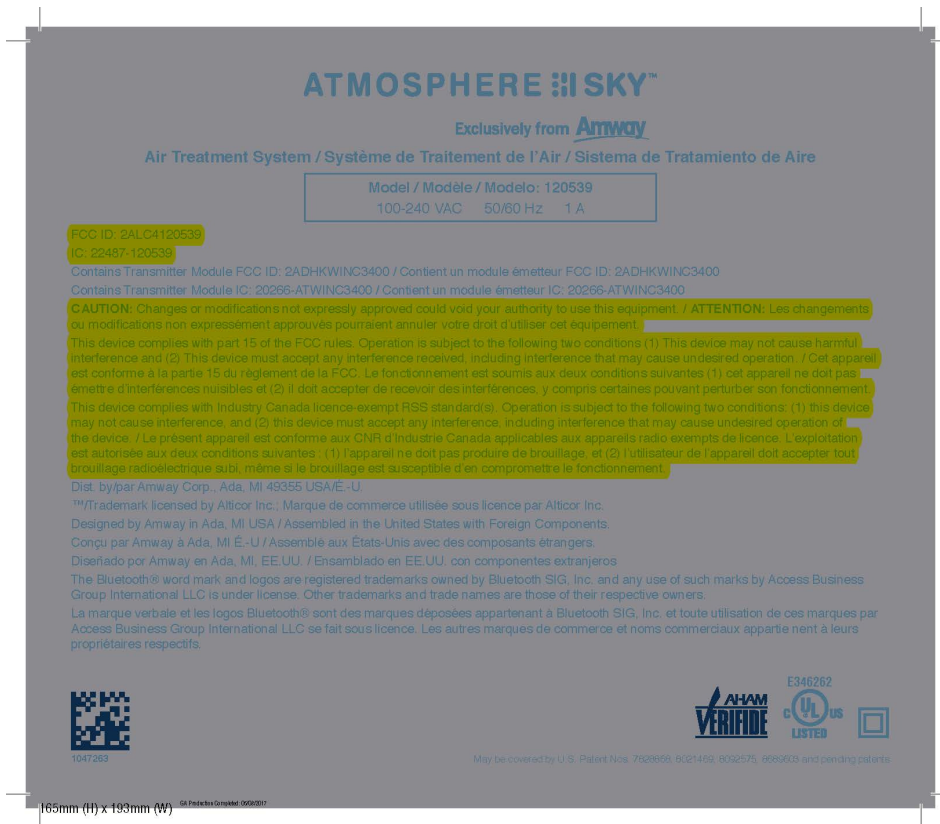 ATMOSPHERE SKY™
Exclusively from Amway
Air Treatment System / Système de Traitement de l'Air / Sistema de Tratamiento de Aire
Model / Modèle / Modelo: 120539
100-240 VAC 50/60 Hz 1 A
FCC ID: 2ALC4120539
IC: 22487-120539
Contains Transmitter Module FCC ID: 2ADHKWINC3400 / Contient un module émetteur FCC ID: 2ADHKWINC3400
Contains Transmitter Module IC: 20266-ATWINC3400 / Contient un module émetteur IC: 20266-ATWINC3400
CAUTION: Changes or modifications not expressly approved could void your authority to use this equipment. / ATTENTION: Les changements
ou modifications non expressément approuvés pourraient annuler votre droit d'utiliser cet équipement.
This device complies with part 15 of the FCC rules. Operation is subject to the following two conditions (1) This device may not cause harmful
interference and (2) This device must accept any interference received, including interference that may cause undesired operation. / Cet appareil
est conforme à la partie 15 du règlement de la FCC. Le fonctionnement est soumis aux deux conditions suivantes (1) cet appareil ne doit pas
émettre d'interférences nuisibles et (2) il doit accepter de recevoir des interférences, y compris certaines pouvant perturber son fonctionnement.
This device complies with Industry Canada licence-exempt RSS standard(s). Operation is subject to the following two conditions: (1) this device
may not cause interference, and (2) this device must accept any interference, including interference that may cause undesired operation of
the device. / Le présent appareil est conforme aux CNR d'Industrie Canada applicables aux appareils radio exempts de licence. L'exploitation
est autorisée aux deux conditions suivantes : (1) l'appareil ne doit pas produire de brouillage, et (2) l'utilisateur de l'appareil doit accepter tout
brouillage radioélectrique subi, même si le brouillage est susceptible d'en compromettre le fonctionnement.
Dist. by/par Amway Corp., Ada, MI 49355 USA/É.-U.
™/Trademark licensed by Alticor Inc.; Marque de commerce utilisée sous licence par Alticor Inc.
Designed by Amway in Ada, MI USA / Assembled in the United States with Foreign Components.
Conçu par Amway à Ada, MI É.-U / Assemblé aux États-Unis avec des composants étrangers.
Diseñado por Amway en Ada, MI, EE.UU. / Ensamblado en EE.UU. con componentes extranjeros
The Bluetooth® word mark and logos are registered trademarks owned by Bluetooth SIG, Inc. and any use of such marks by Access Business
Group International LLC is under license. Other trademarks and trade names are those of their respective owners.
La marque verbale et les logos Bluetooth® sont des marques déposées appartenant à Bluetooth SIG, Inc. et toute utilisation de ces marques par
Access Business Group International LLC se fait sous licence. Les autres marques de commerce et noms commerciaux appartie nent à leurs
propriétaires respectifs.
E346262
AHAM
VERIFIDE
C UL US
LISTED
1047263
May be covered by U.S. Patent Nos. 8021469, 8092575, and pending patents
165mm (H) x 193mm (W)
GA Production Completed: 06/08/2017